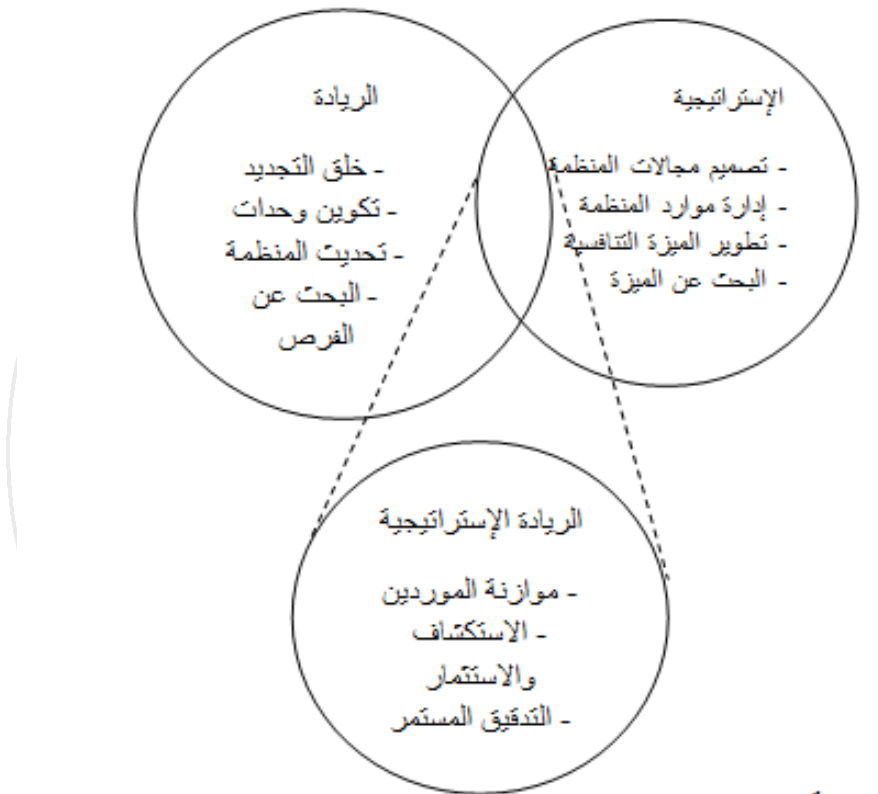 الإستراتيجية
- تصميم مجالات المنظمة
- إدارة موارد المنظمة
- تطوير الميزة التنافسية
- البحث عن الميزة
الريادة
- خلق التجديد
- تكوين وحدات
- تحديث المنظمة
- البحث عن
الفرص
الريادة الإستراتيجية
- موازنة الموردين
- الاستكشاف
والاستثمار
- التدقيق المستمر